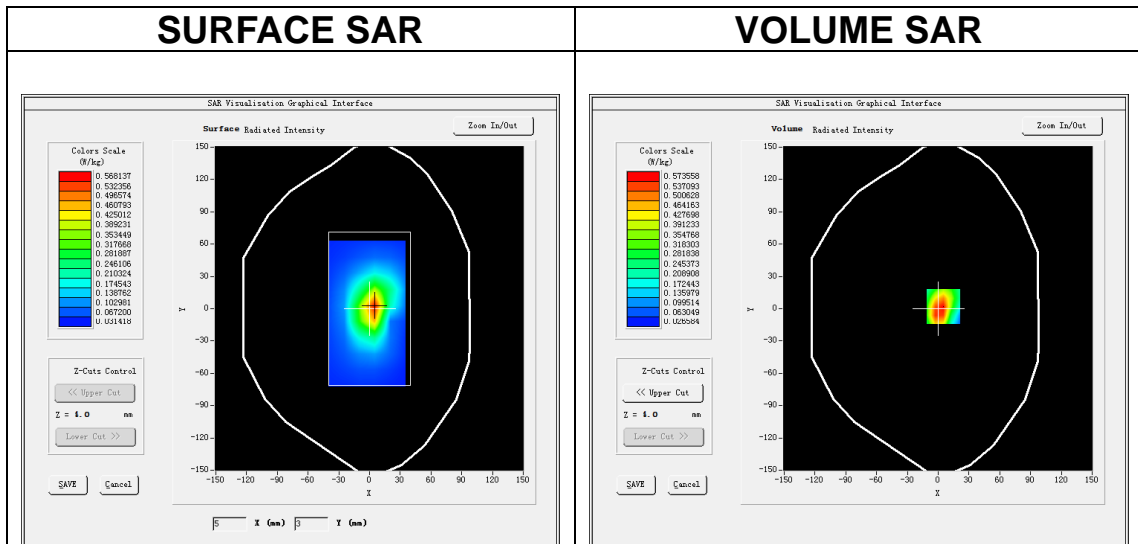 SURFACE SAR
VOLUME SAR
SAR Visualisation Graphical Interface
Surface Radiated Intensity
Zoom In/Out
Colors Scale
(W/kg)
0.568137
0.532356
0.496574
0.460793
0.425012
0.389231
0.353449
0.317668
0.281887
0.246106
0.210324
0.174543
0.138762
0.102981
0.067200
0.031418
Z-Cuts Control
<< Upper Cut
Z = 4.0 mm
Lower Cut >>
SAVE Cancel
150
120
90
60
30
0
-30
-60
-90
-120
-150
Y
-150 -120 -90 -60 -30 0 30 60 90 120 150
X
5 X (mm) 3 Y (mm)
SAR Visualisation Graphical Interface
Volume Radiated Intensity
Zoom In/Out
Colors Scale
(W/kg)
0.573558
0.537093
0.500628
0.464163
0.427698
0.391233
0.354768
0.318303
0.281838
0.245373
0.208908
0.172443
0.135979
0.099514
0.063049
0.026584
Z-Cuts Control
<< Upper Cut
Z = 4.0 mm
Lower Cut >>
SAVE Cancel
150
120
90
60
30
0
-30
-60
-90
-120
-150
Y
-150 -120 -90 -60 -30 0 30 60 90 120 150
X